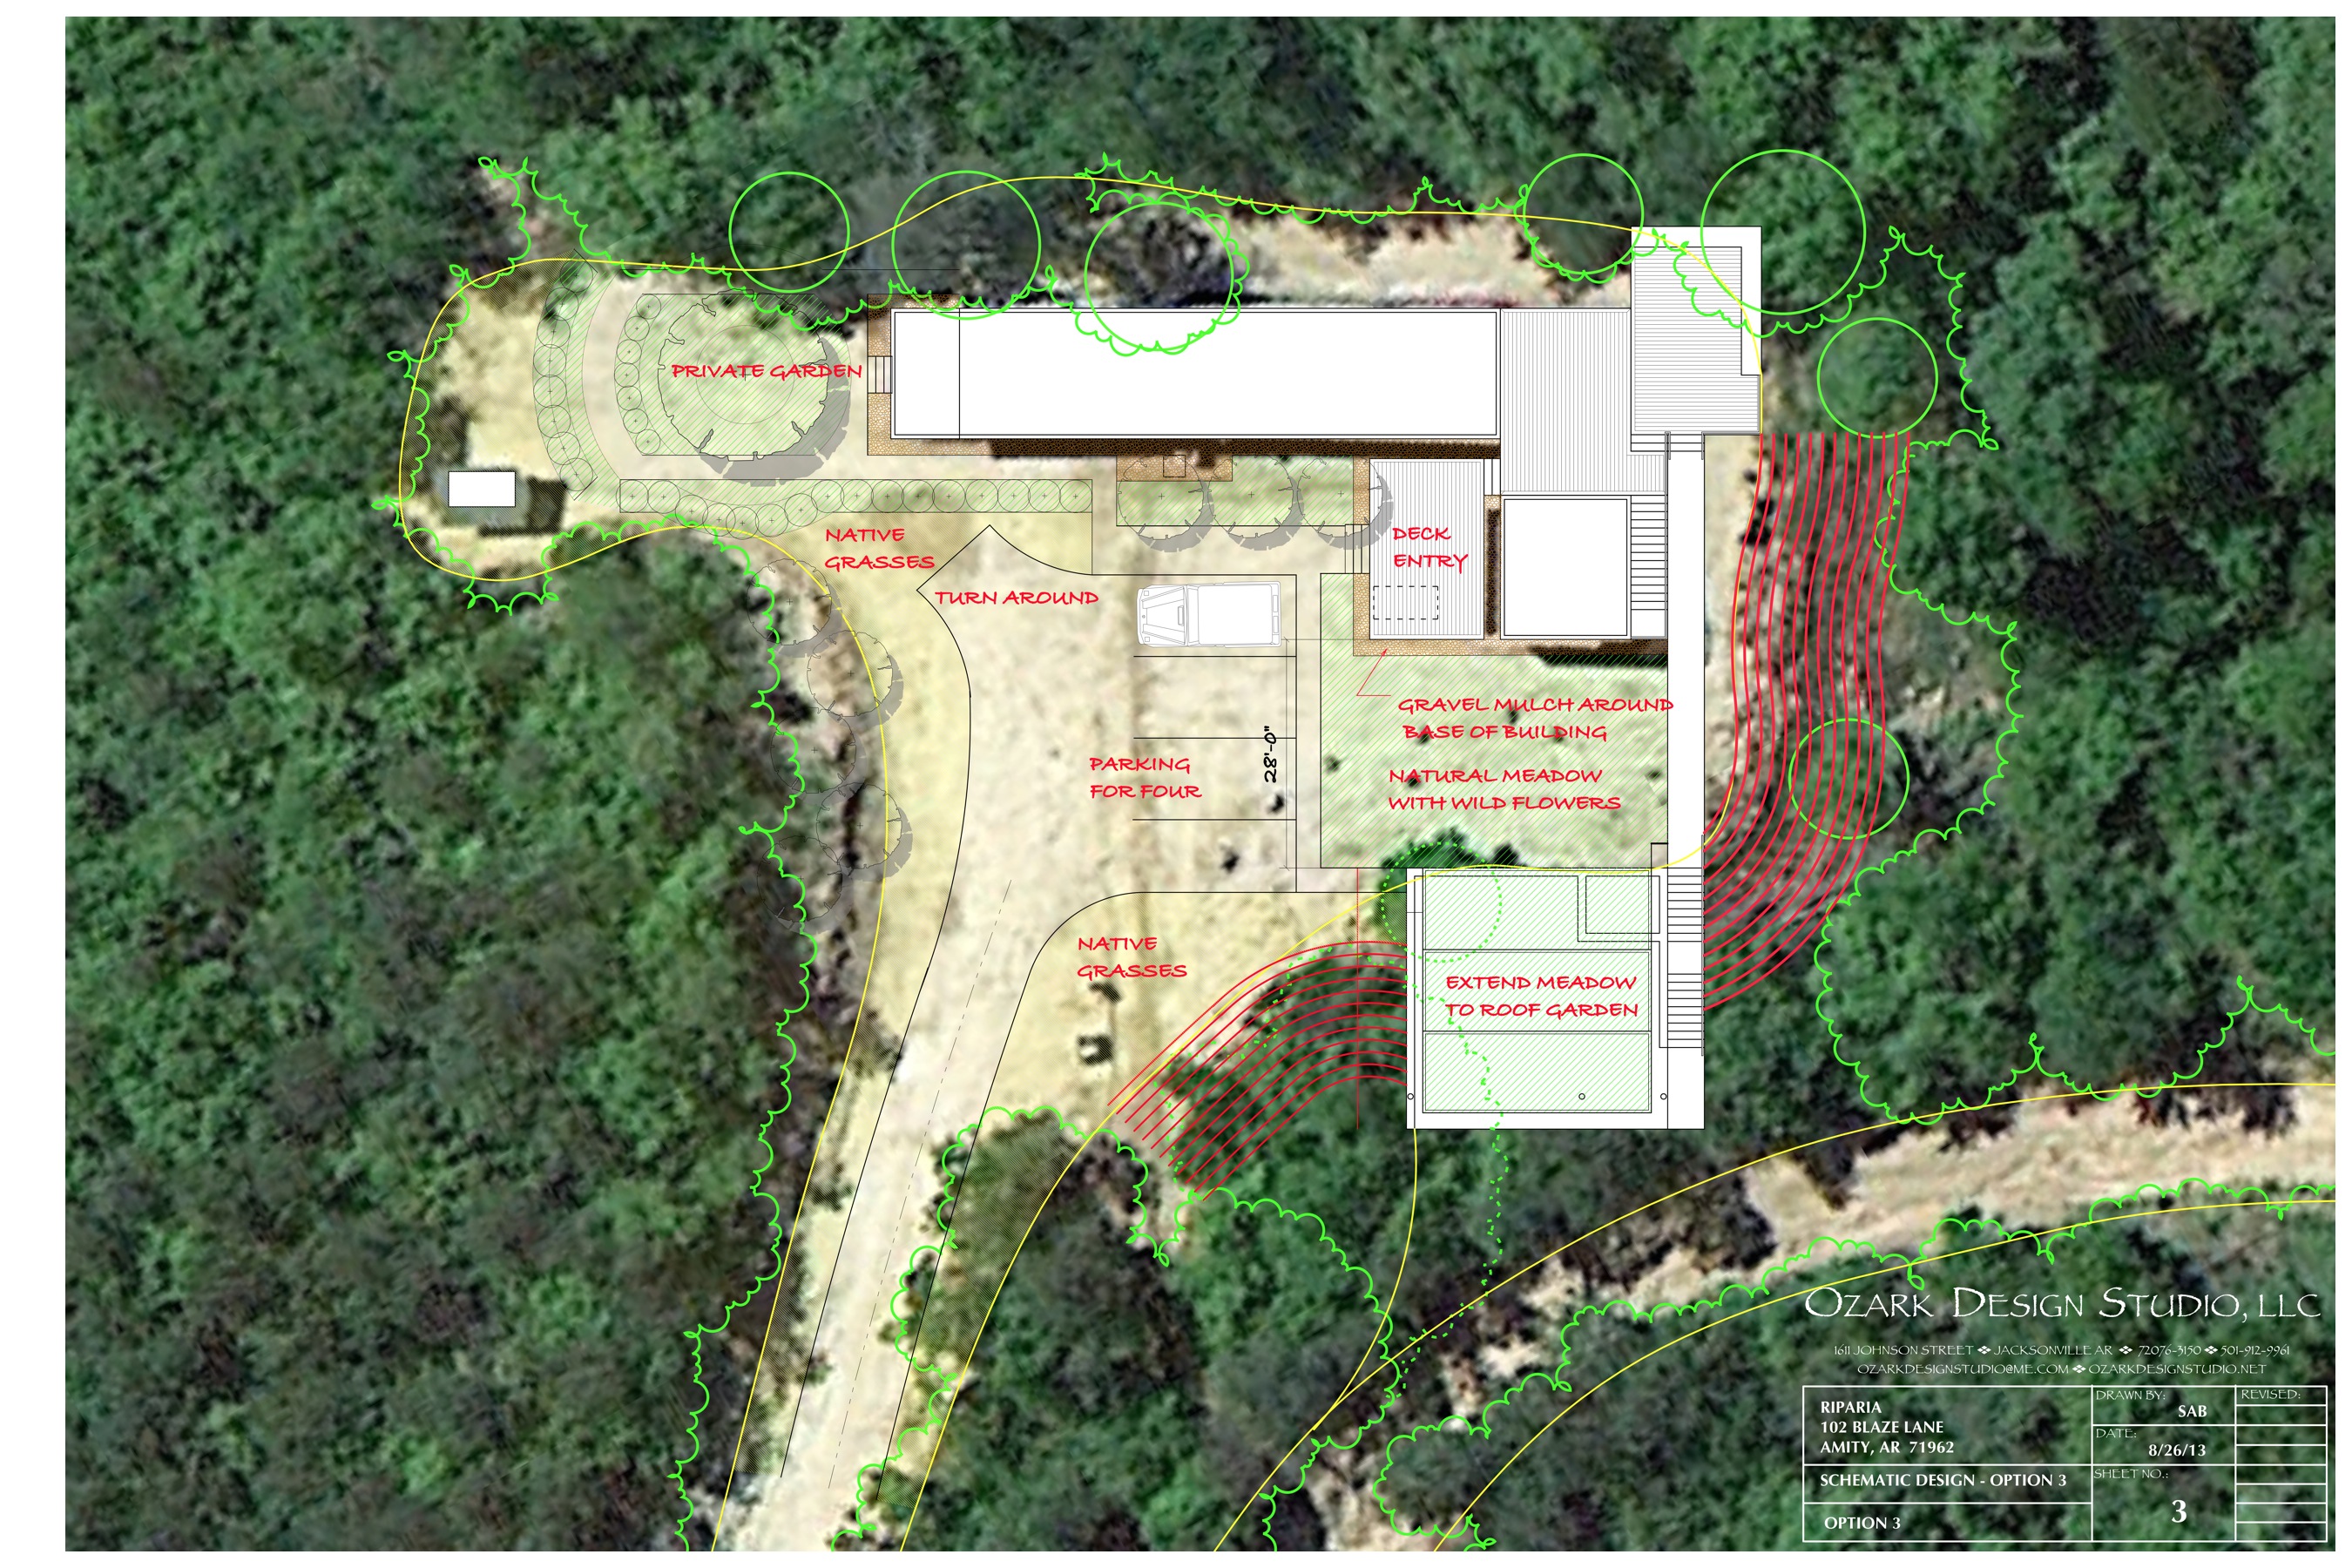 PRIVATE GARDEN
NATIVE
GRASSES
TURN AROUND
DECK
ENTRY
GRAVEL MULCH AROUND
BASE OF BUILDING
PARKING
FOR FOUR
28'-0"
NATURAL MEADOW
WITH WILD FLOWERS
NATIVE
GRASSES
EXTEND MEADOW
TO ROOF GARDEN
OZARK DESIGN STUDIO, LLC
1611 JOHNSON STREET ❖ JACKSONVILLE AR ❖ 72076-3150 ❖ 501-912-9961
OZARKDESIGNSTUDIO@ME.COM ❖ OZARKDESIGNSTUDIO.NET
RIPARIA
102 BLAZE LANE
AMITY, AR 71962
SCHEMATIC DESIGN - OPTION 3
OPTION 3
DRAWN BY:
SAB
DATE:
8/26/13
SHEET NO.:
3
REVISED: